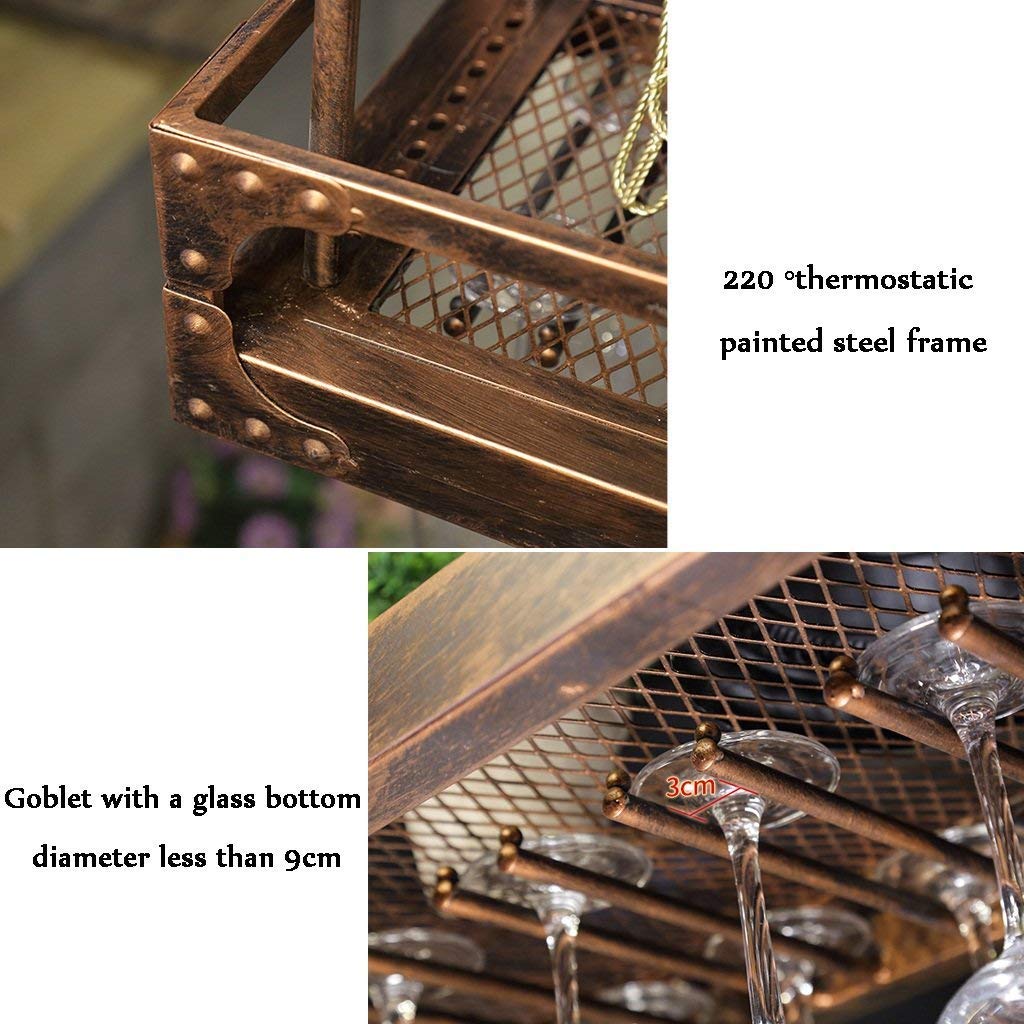 220 °thermostatic
painted steel frame
Goblet with a glass bottom
diameter less than 9cm
3cm